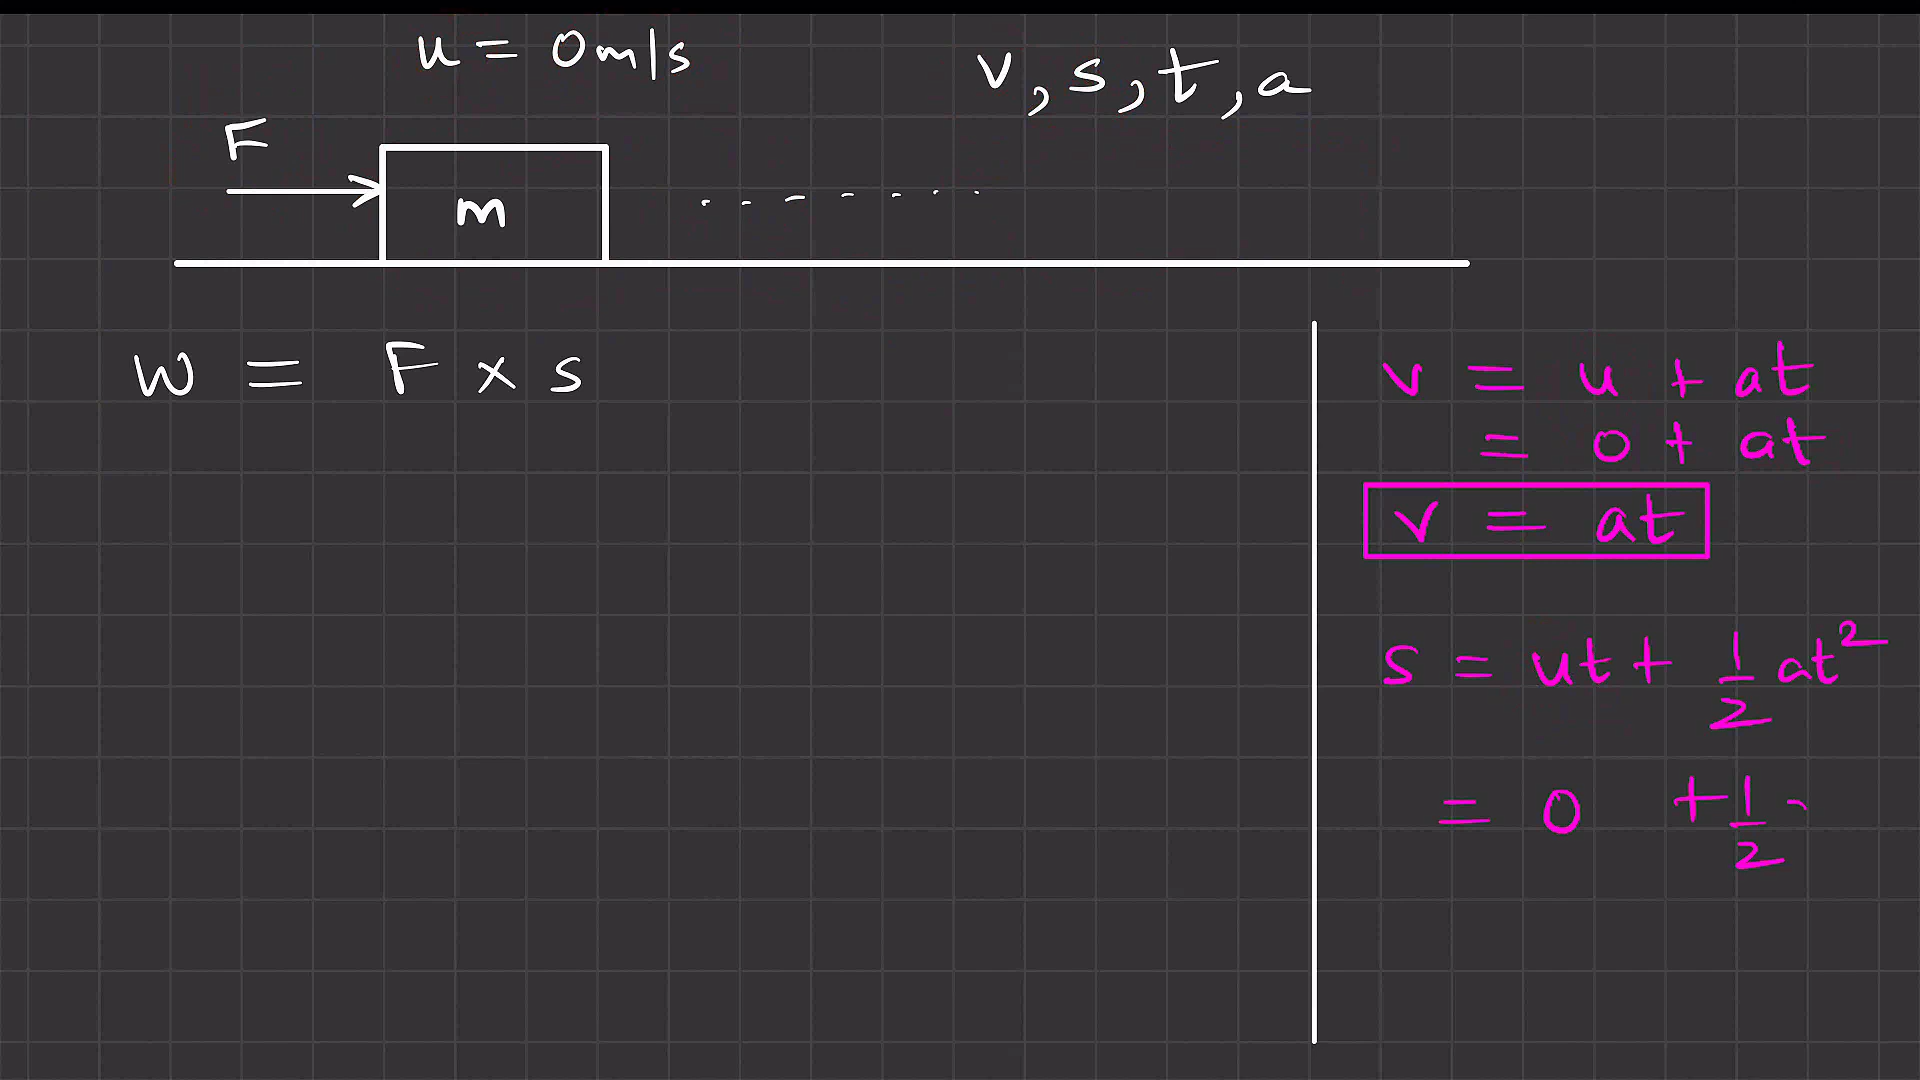 u = 0m/s
v, s, t, a
F
m
W = F × s
v = u + at
= 0 + at
v = at
s = ut + 1/2 at²
= 0 + 1/2